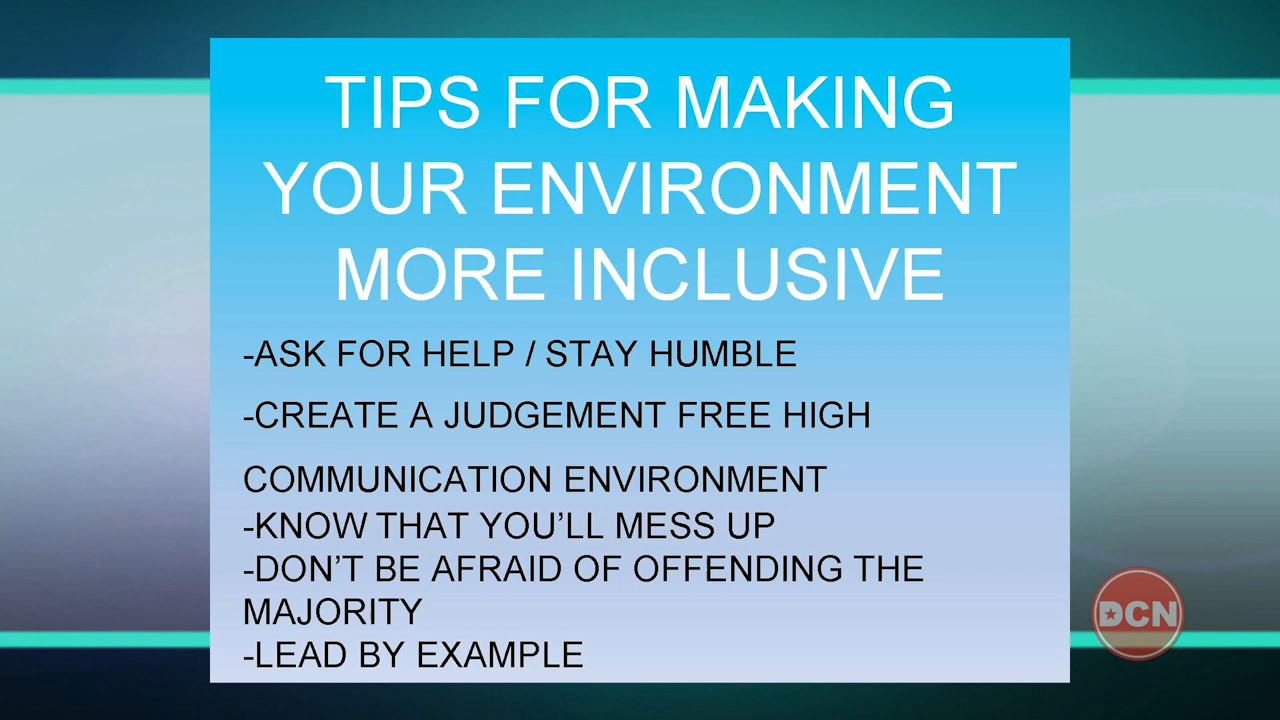 TIPS FOR MAKING
YOUR ENVIRONMENT
MORE INCLUSIVE
-ASK FOR HELP / STAY HUMBLE
-CREATE A JUDGEMENT FREE HIGH
COMMUNICATION ENVIRONMENT
-KNOW THAT YOU'LL MESS UP
-DON'T BE AFRAID OF OFFENDING THE
MAJORITY
-LEAD BY EXAMPLE
DCN